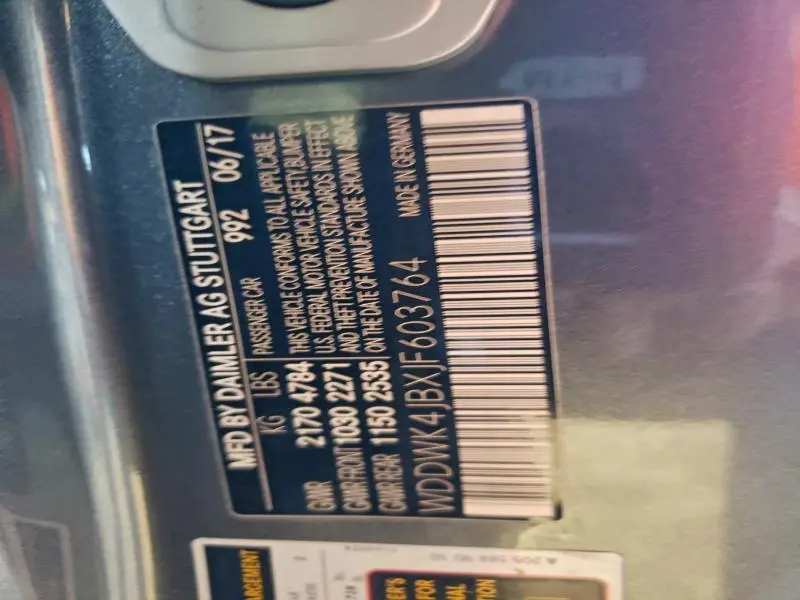 MFD BY DAIMLER AG STUTTGART
KG LBS PASSENGER CAR 992 06/17
GWR 2170 4784 THIS VEHICLE CONFORMS TO ALL APPLICABLE
U.S. FEDERAL MOTOR VEHICLE SAFETY, BUMPER
GAWR-FRONT 1030 2271 AND THEFT PREVENTION STANDARDS IN EFFECT
GAWR-REAR 1150 2535 ON THE DATE OF MANUFACTURE SHOWN ABOVE
WDDWK4JBXJF603764 MADE IN GERMANY